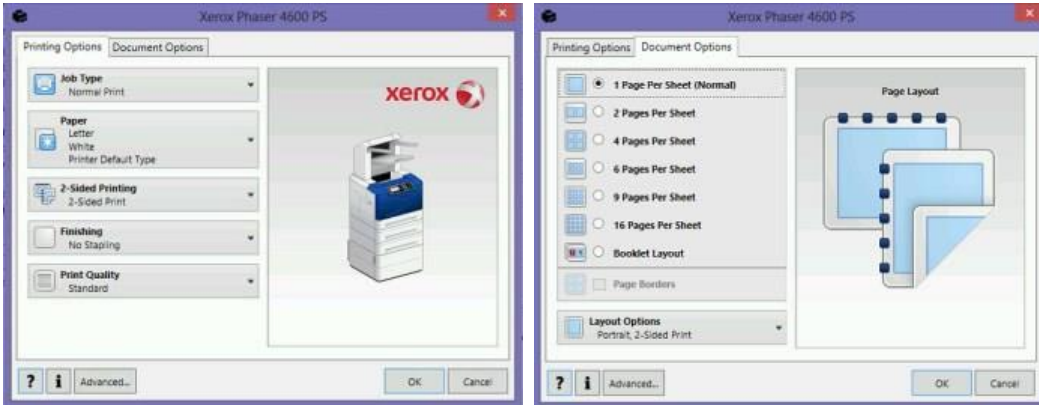 Xerox Phaser 4600 PS
Printing Options Document Options
Job Type
Normal Print
Paper
Letter
White
Printer Default Type
2-Sided Printing
2-Sided Print
Finishing
No Stapling
Print Quality
Standard
xerox
? i Advanced...
OK Cancel
Xerox Phaser 4600 PS
Printing Options Document Options
1 Page Per Sheet (Normal)
2 Pages Per Sheet
4 Pages Per Sheet
6 Pages Per Sheet
9 Pages Per Sheet
16 Pages Per Sheet
Booklet Layout
Page Borders
Layout Options
Portrait, 2-Sided Print
Page Layout
? i Advanced...
OK Cancel